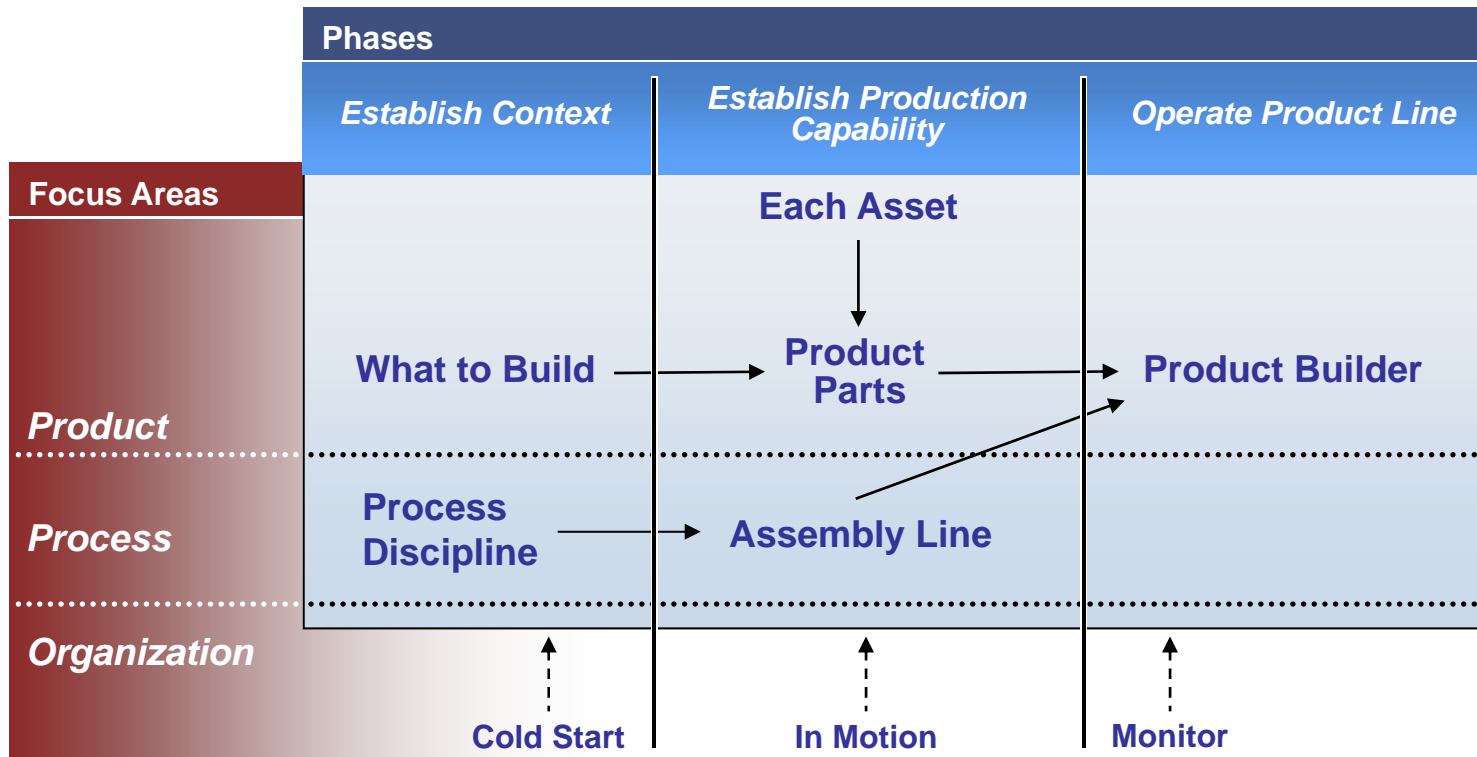 Phases
Establish Context
Establish Production
Capability
Operate Product Line
Focus Areas
Each Asset
What to Build
Product
Parts
Product Builder
Product
Process
Discipline
Assembly Line
Process
Organization
Cold Start
In Motion
Monitor